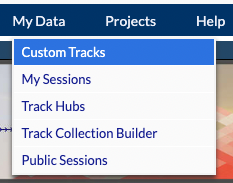 My Data Projects Help
Custom Tracks
My Sessions
Track Hubs
Track Collection Builder
Public Sessions